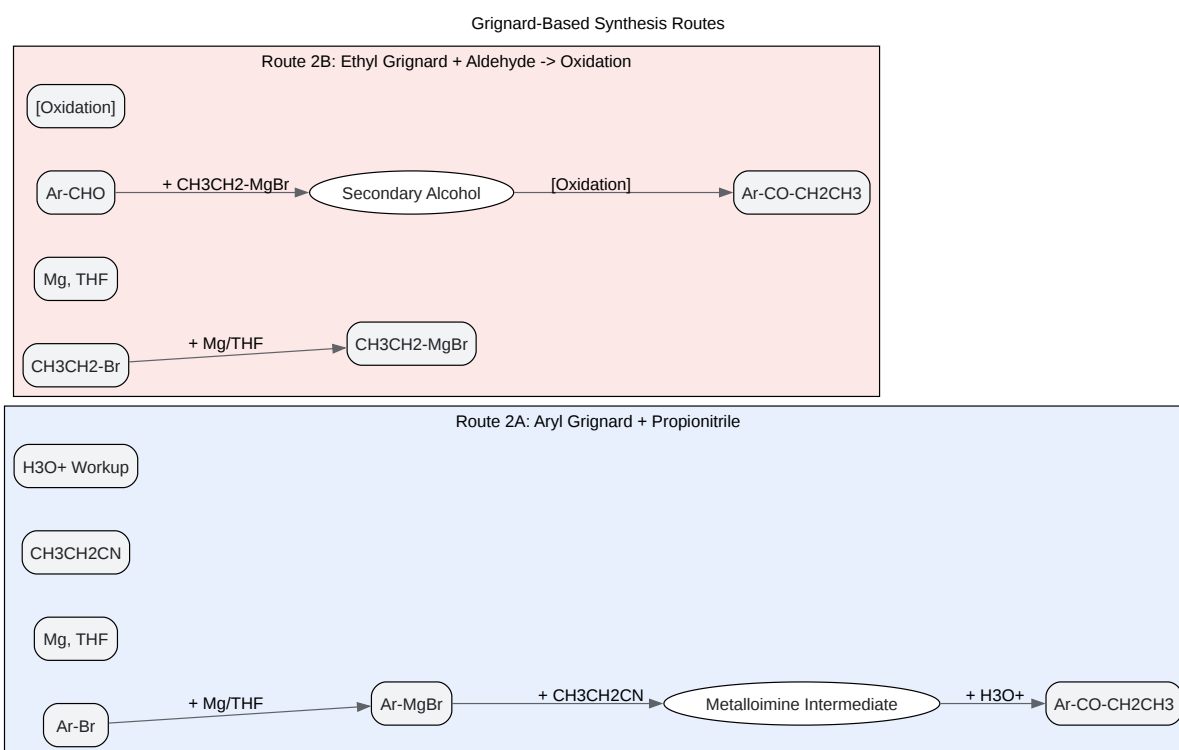 Grignard-Based Synthesis Routes
Route 2B: Ethyl Grignard + Aldehyde -> Oxidation
[Oxidation]
Ar-CHO
+ CH3CH2-MgBr
Secondary Alcohol
[Oxidation]
Ar-CO-CH2CH3
Mg, THF
CH3CH2-Br
+ Mg/THF
CH3CH2-MgBr
Route 2A: Aryl Grignard + Propionitrile
H3O+ Workup
CH3CH2CN
Mg, THF
Ar-Br
+ Mg/THF
Ar-MgBr
+ CH3CH2CN
Metalloimine Intermediate
+ H3O+
Ar-CO-CH2CH3